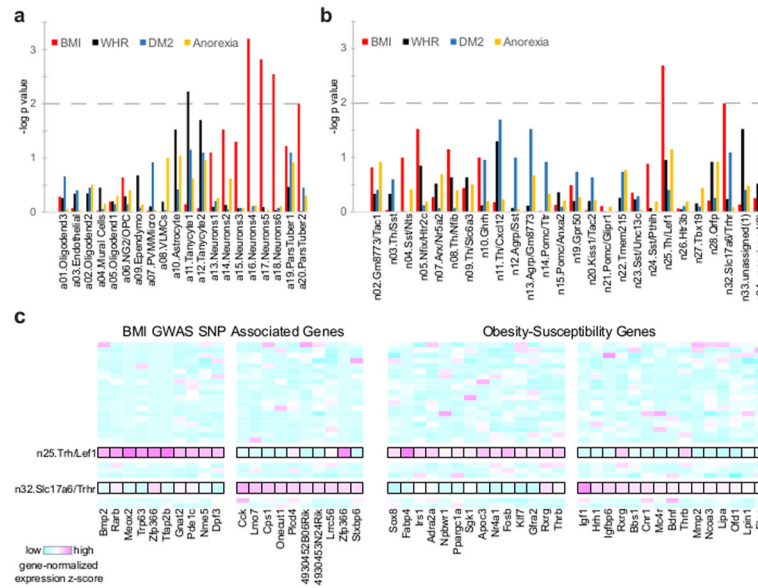 a
BMI WHR DM2 Anorexia
-log p value
3
2
1
0
a01.Oligodend3
a03.Endothelial
a02.Oligodend2
a04.Mural Cells
a05.Oligodend1
a06.NG2/OPC
a09.Ependymo
a07.PVM/Micro
a08.VLMCs
a10.Astrocyte
a11.Tanycyte1
a12.Tanycyte2
a13.Neurons1
a14.Neurons2
a15.Neurons3
a16.Neurons4
a17.Neurons5
a18.Neurons6
a19.ParsTuber1
a20.ParsTuber2
b
BMI WHR DM2 Anorexia
-log p value
3
2
1
0
n02.Gm8773/Tac1
n03.Th/Sst
n04.Sst/Nts
n05.Nfix/Htr2c
n07.Arx/Nr5a2
n08.Th/Nfib
n09.Th/Slc6a3
n10.Ghrh
n11.Th/Cxcl12
n12.Agrp/Sst
n13.Agrp/Gm8773
n14.Pomc/Ttr
n15.Pomc/Anxa2
n19.Gpr50
n20.Kiss1/Tac2
n21.Pomc/Glipr1
n22.Tmem215
n23.Sst/Unc13c
n24.Sst/Pthlh
n25.Th/Lef1
n26.Htr3b
n27.Tbx19
n28.Qrfp
n32.Slc17a6/Trhr
n33.unassigned(1)
c
BMI GWAS SNP Associated Genes
Obesity-Susceptibility Genes
n25.Trh/Lef1
n32.Slc17a6/Trhr
Bmp2
Rarb
Meox2
Trp63
Zfp366
Tfap2b
Gnat2
Pde1c
Nme5
Dpf3
Cck
Lmo7
Cps1
Onecut1
Ptcd4
4930452B06Rik
4930453N24Rik
Lrrc56
Zfp366
Stxbp6
Sox8
Fabp4
Irs1
Adra2a
Npbwr1
Ppargc1a
Sgk1
Apoc3
Nr4a1
Fosb
Klf7
Gfra2
Rxrg
Thrb
Igf1
Hrh1
Igfbp6
Rxrg
Bbs1
Cnr1
Mc4r
Bdnf
Thrb
Mmp2
Ncoa3
Lipa
Ofd1
Lpin1
low high
gene-normalized
expression z-score